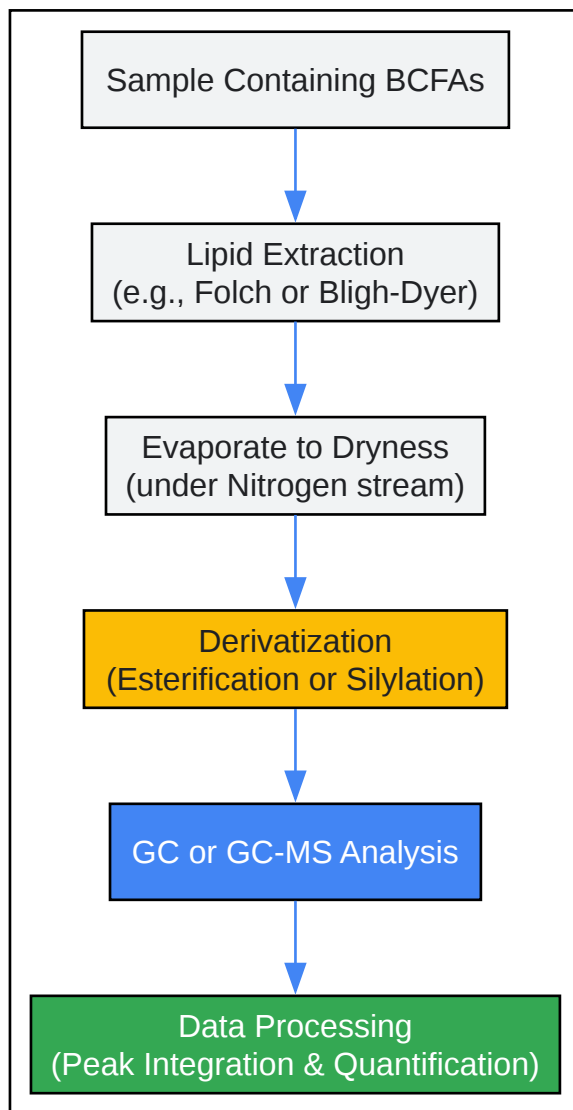 Sample Containing BCFAs
Lipid Extraction
(e.g., Folch or Bligh-Dyer)
Evaporate to Dryness
(under Nitrogen stream)
Derivatization
(Esterification or Silylation)
GC or GC-MS Analysis
Data Processing
(Peak Integration & Quantification)